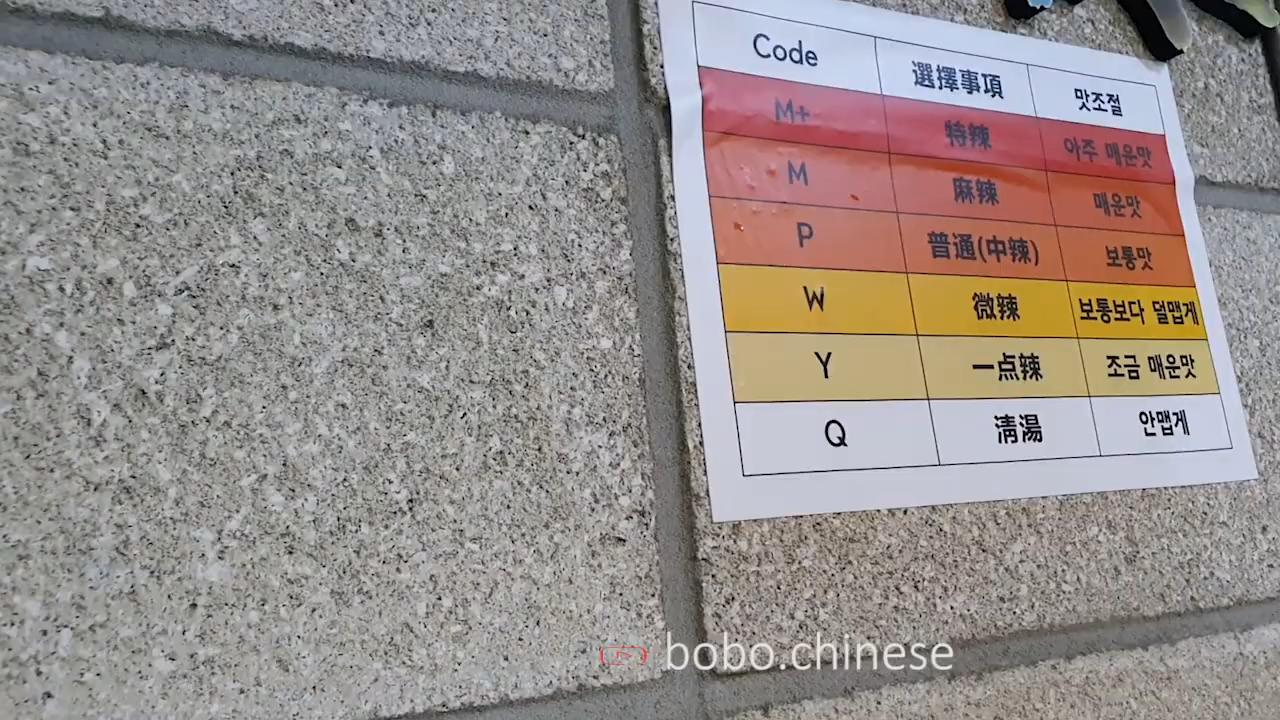 Code 選擇事項 맛조절
M+ 特辣 아주 매운맛
M 麻辣 매운맛
P 普通(中辣) 보통맛
W 微辣 보통보다 덜맵게
Y 一点辣 조금 매운맛
Q 淸湯 안맵게
bobo.chinese